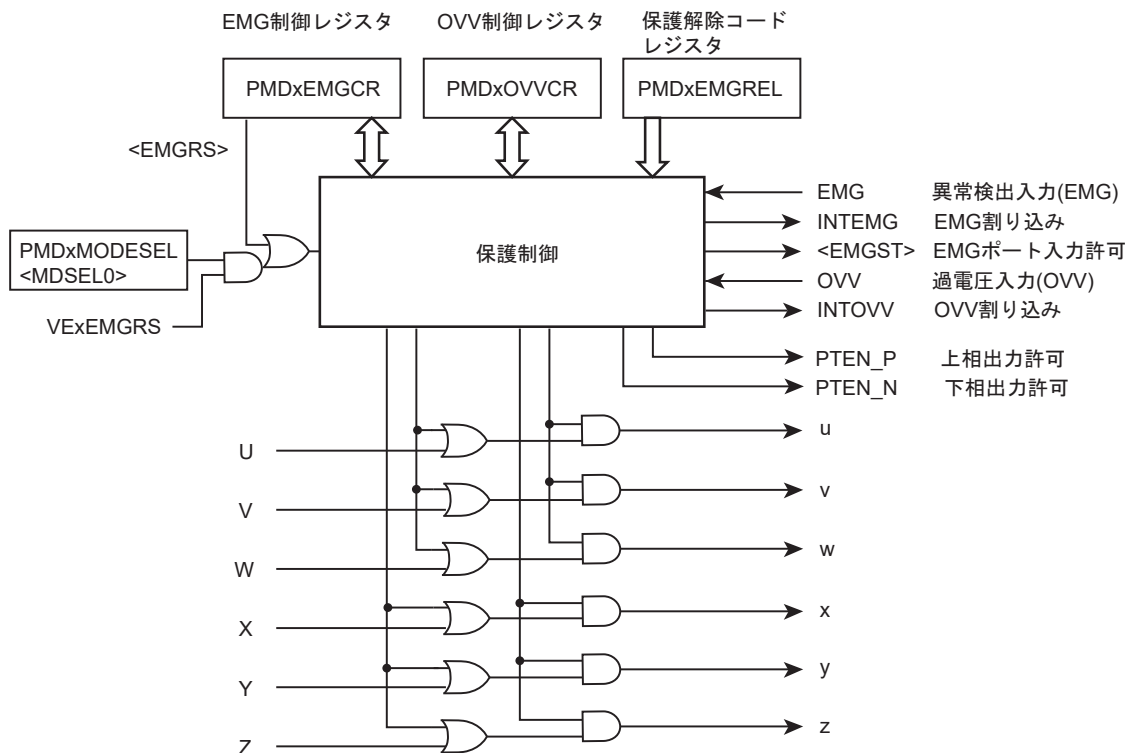 EMG制御レジスタ
OVV制御レジスタ
保護解除コード
レジスタ
PMDxEMGCR
PMDxOVVCR
PMDxEMGREL
<EMGRS>
PMDxMODESEL
<MDSEL0>
VExEMGRS
保護制御
EMG 異常検出入力(EMG)
INTEMG EMG割り込み
<EMGST> EMGポート入力許可
OVV 過電圧入力(OVV)
INTOVV OVV割り込み
PTEN_P 上相出力許可
PTEN_N 下相出力許可
U
u
V
v
W
w
X
x
Y
y
Z
z